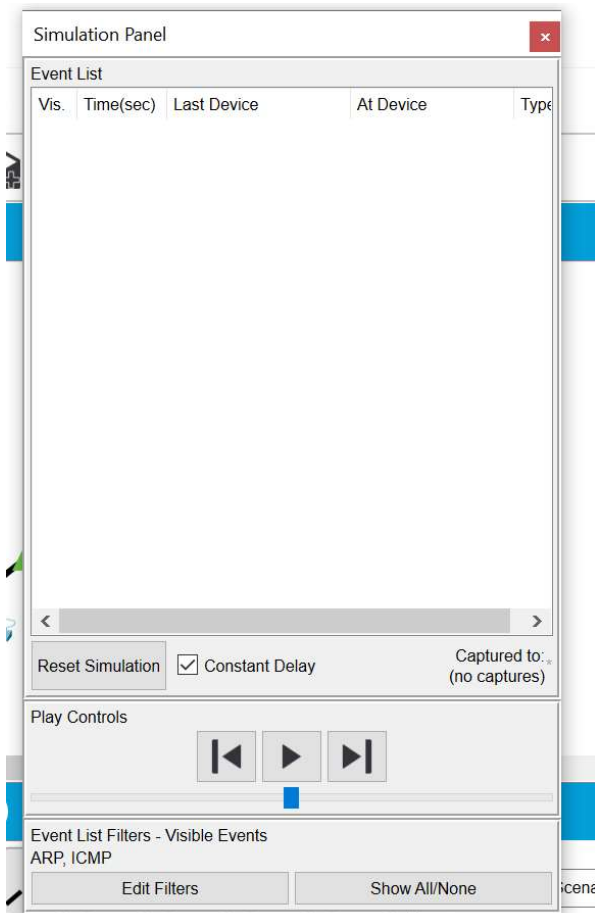 Simulation Panel
Event List
Vis. Time(sec) Last Device At Device Type
Reset Simulation Constant Delay Captured to:*
(no captures)
Play Controls
Event List Filters - Visible Events
ARP, ICMP
Edit Filters Show All/None
Scena